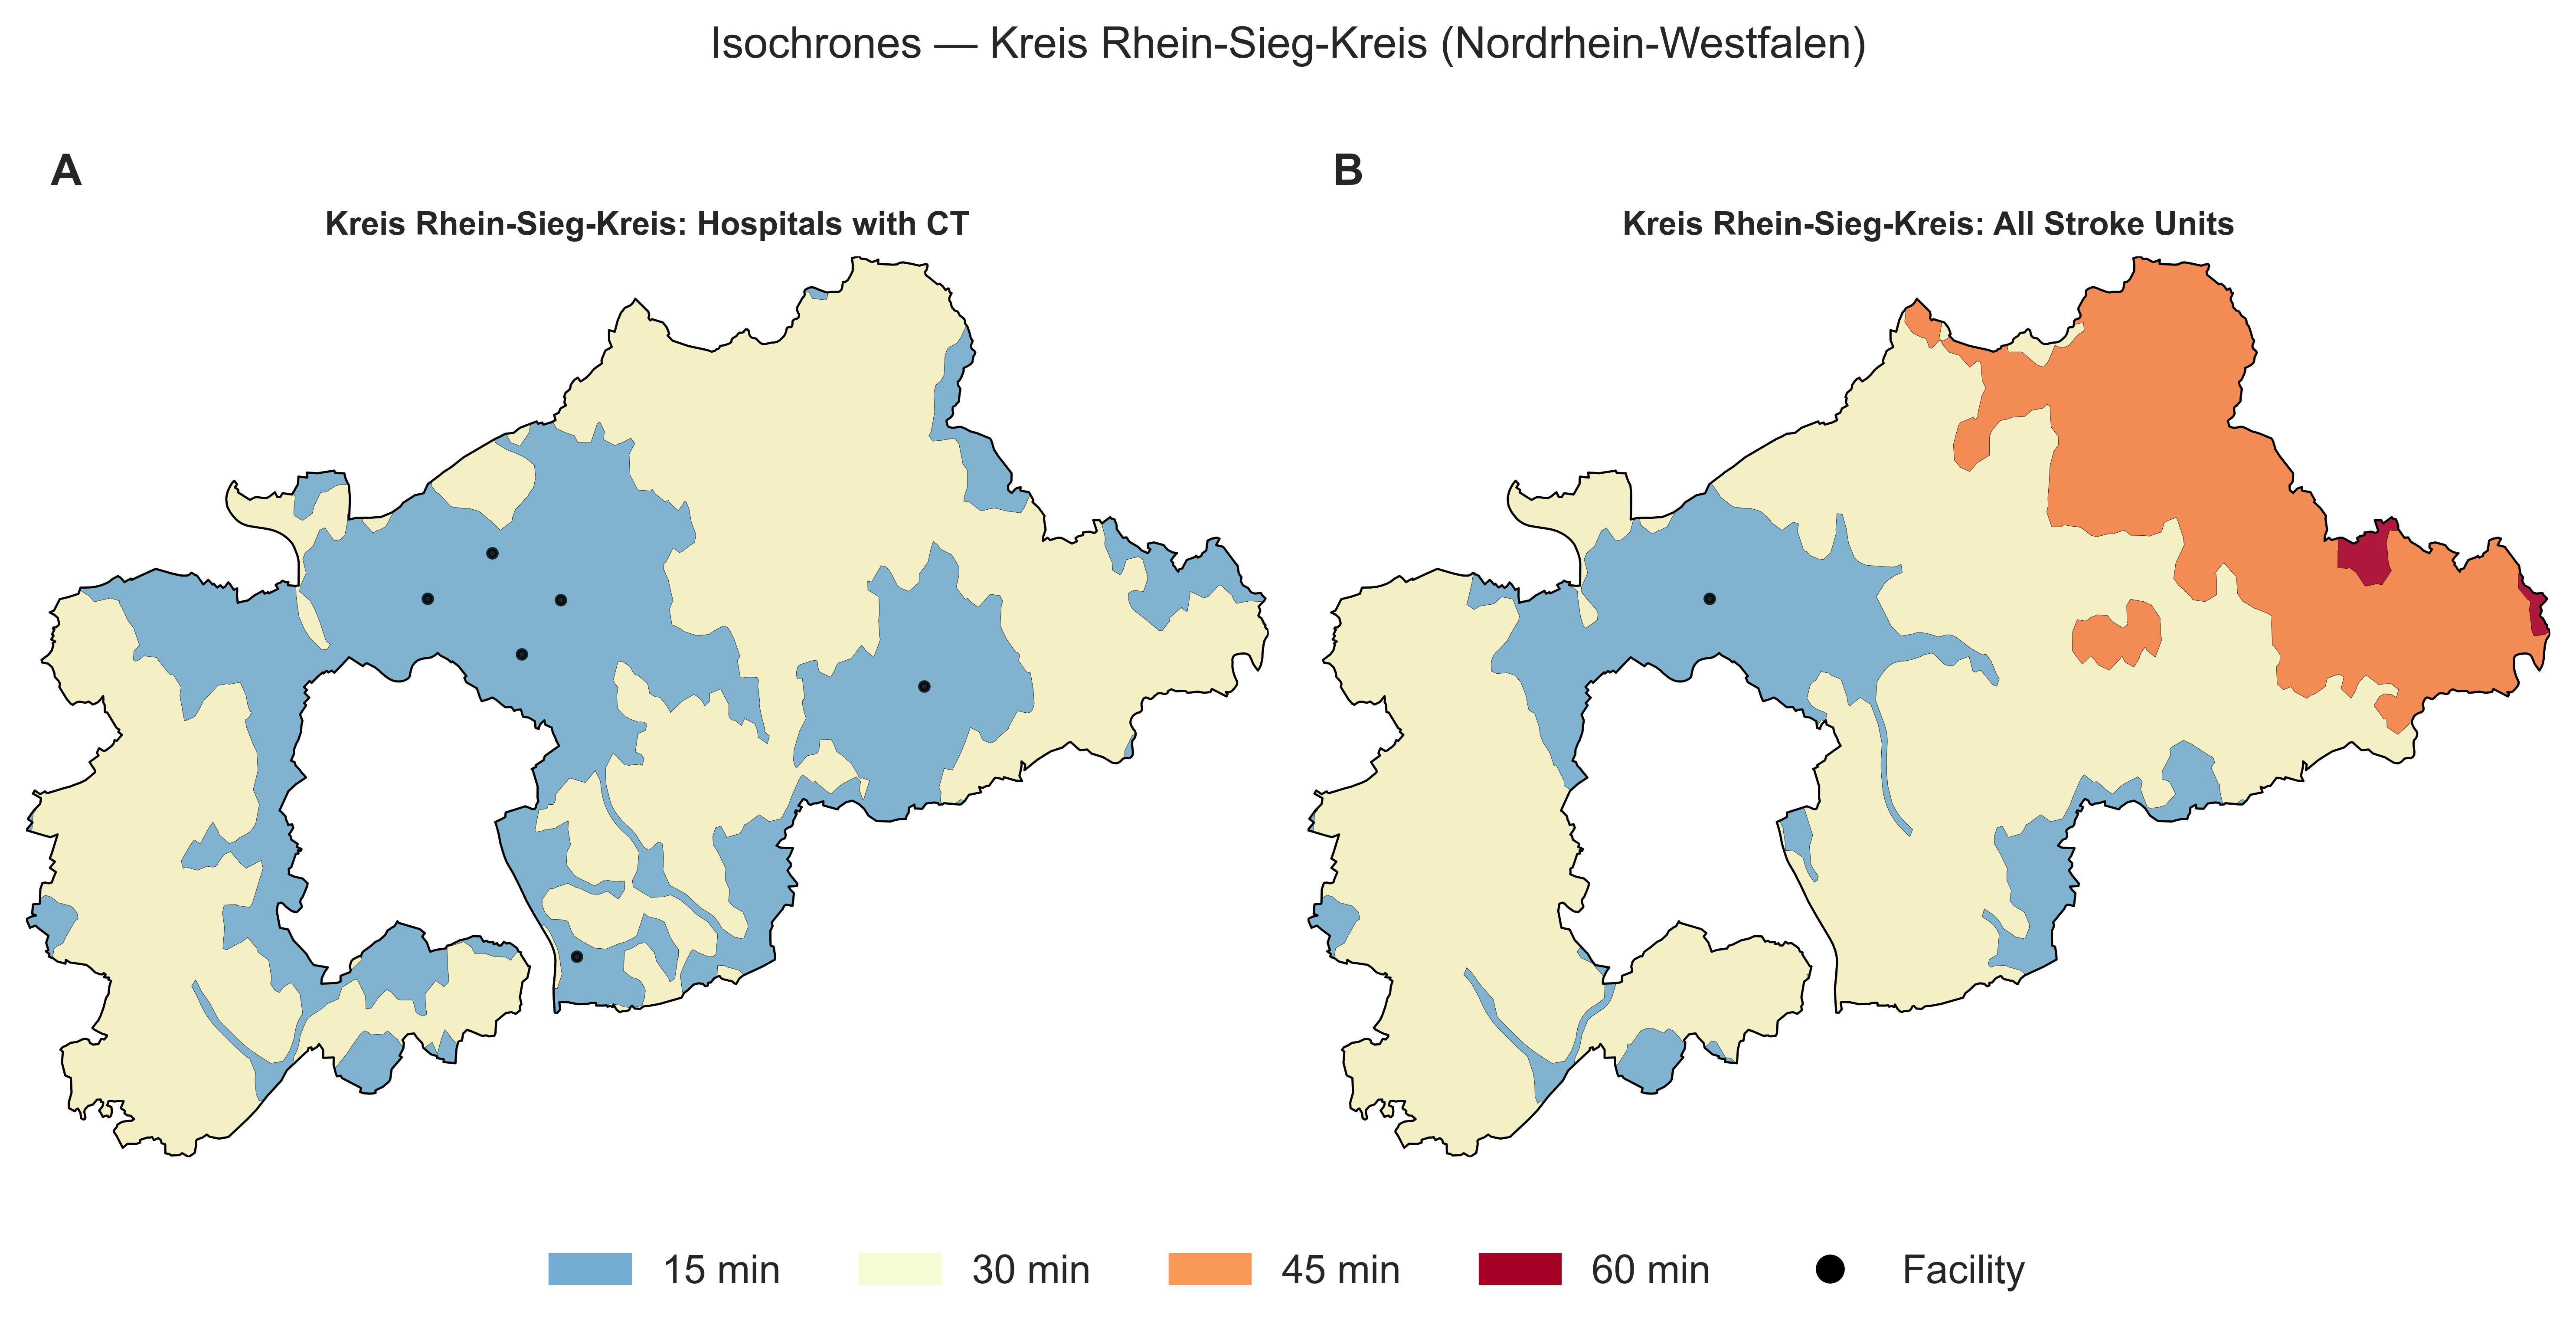 Isochrones — Kreis Rhein-Sieg-Kreis (Nordrhein-Westfalen)
A
Kreis Rhein-Sieg-Kreis: Hospitals with CT
B
Kreis Rhein-Sieg-Kreis: All Stroke Units
15 min 30 min 45 min 60 min Facility